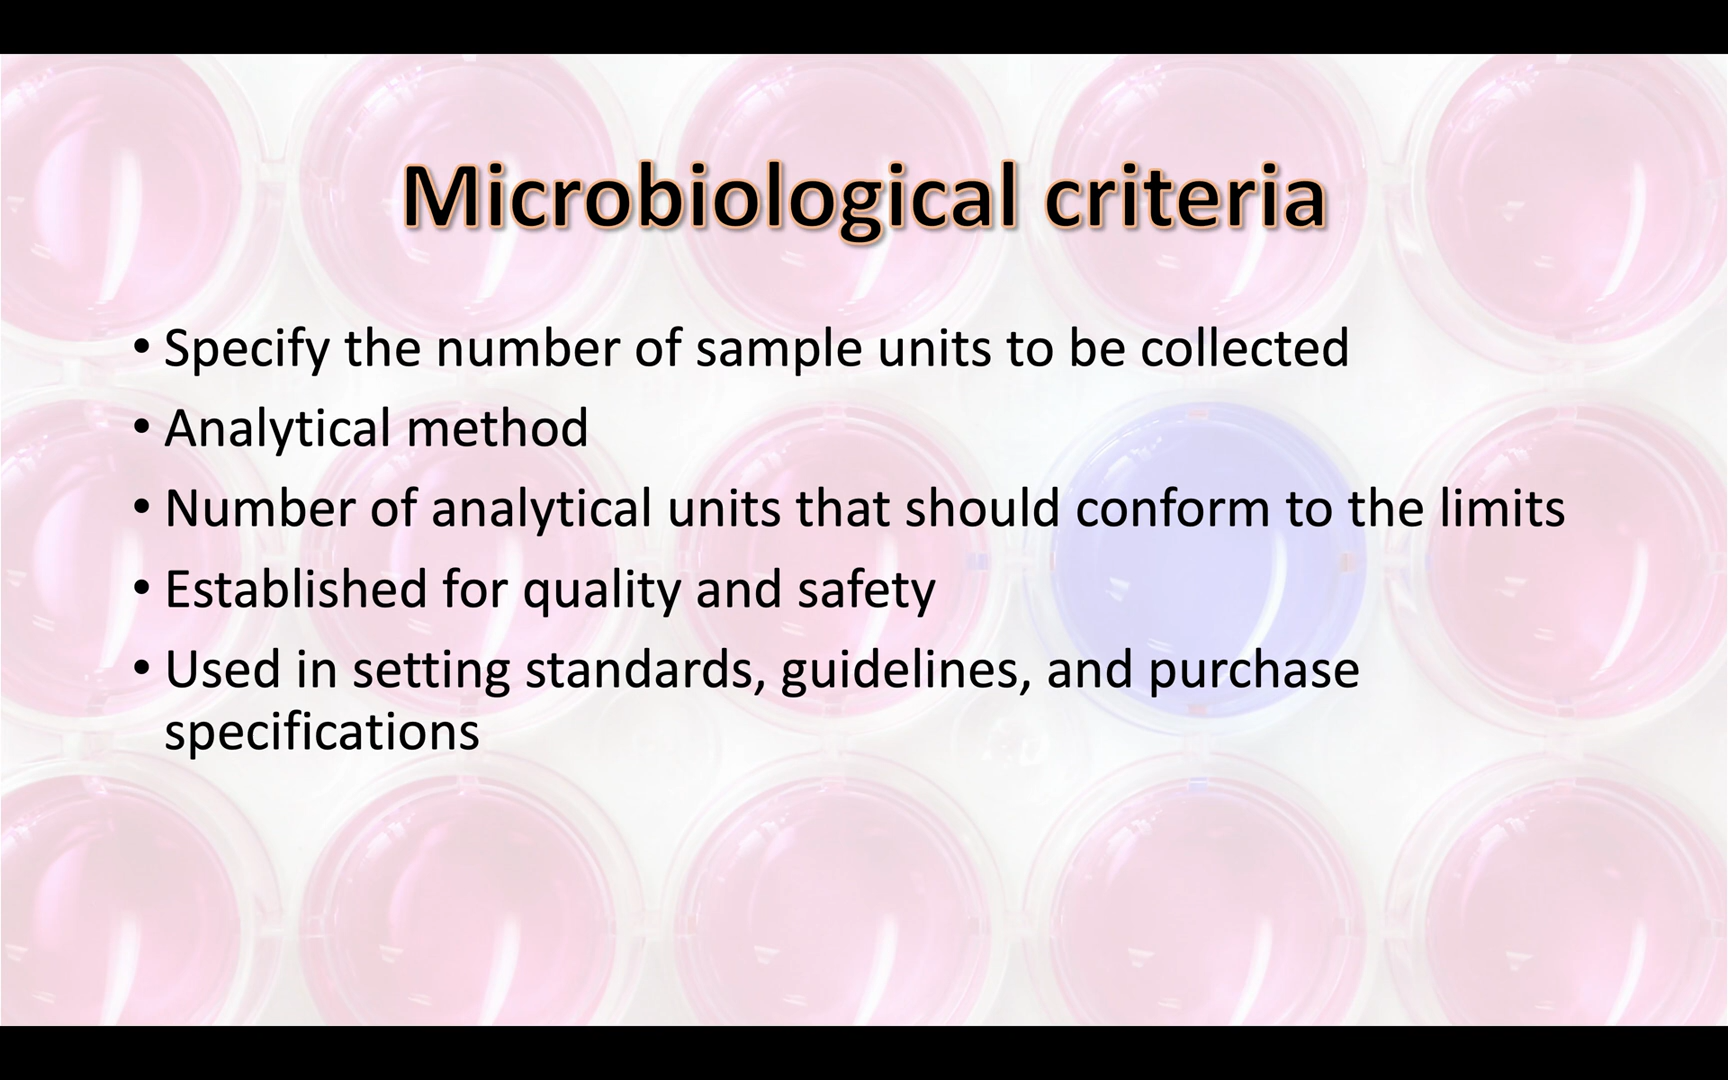 Microbiological criteria
• Specify the number of sample units to be collected
• Analytical method
• Number of analytical units that should conform to the limits
• Established for quality and safety
• Used in setting standards, guidelines, and purchase
specifications